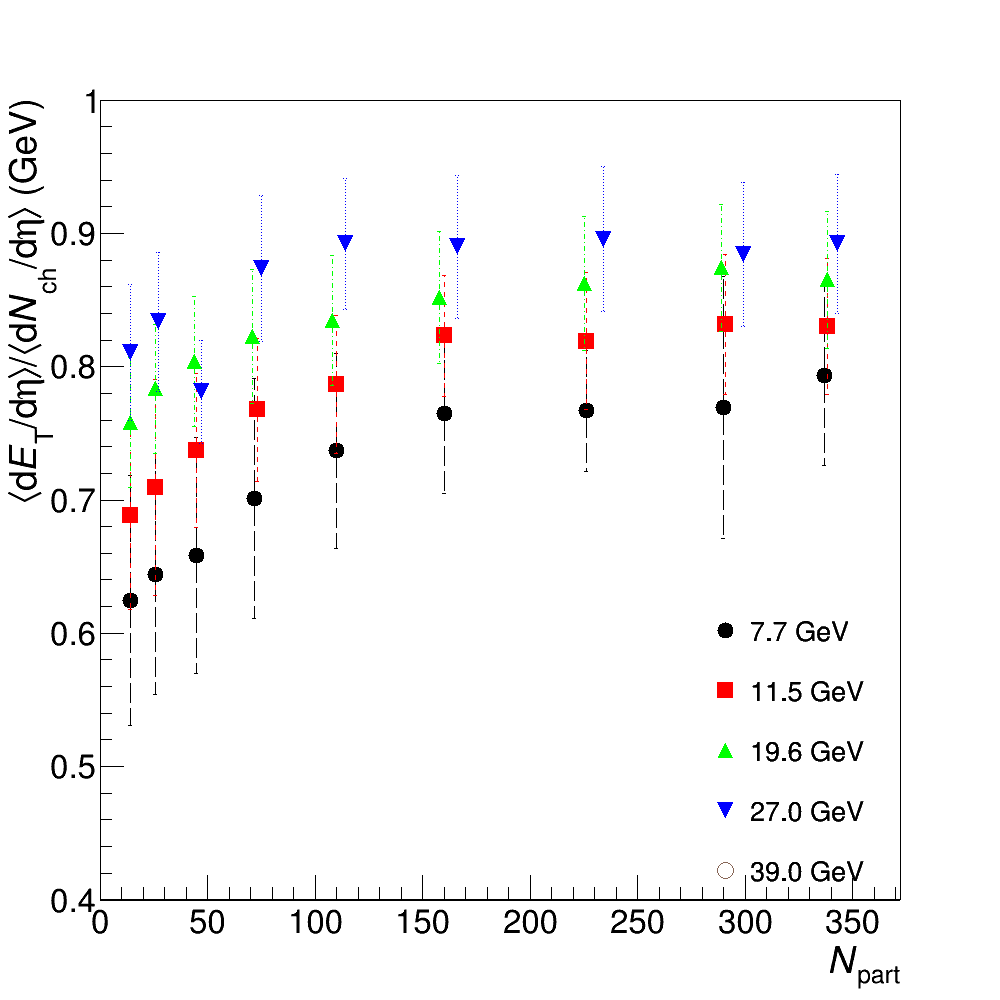 ⟨dE_T/dη⟩/⟨dN_ch/dη⟩ (GeV)
1
0.9
0.8
0.7
0.6
0.5
0.4
7.7 GeV
11.5 GeV
19.6 GeV
27.0 GeV
39.0 GeV
0 50 100 150 200 250 300 350
N_part